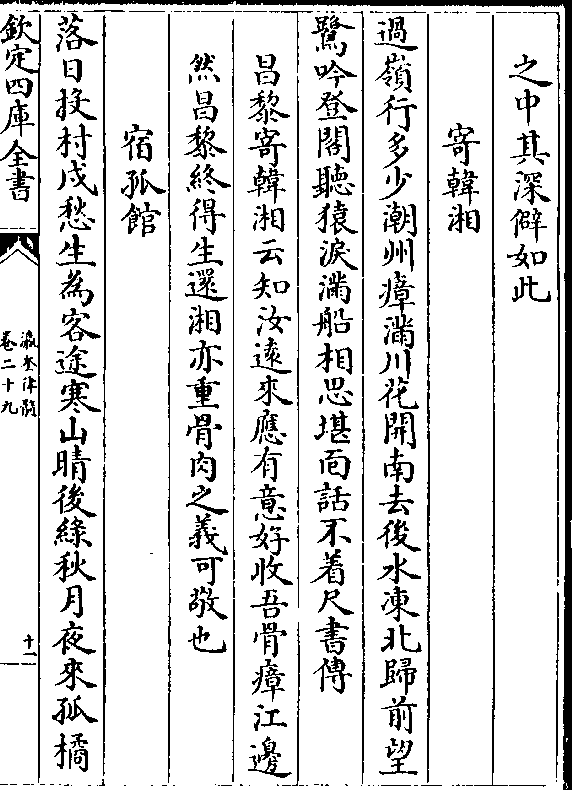 之中其深僻如此
寄韓湘
過嶺行多少潮州瘴滿川花開南去後水凍北歸前望
鷺吟登閣聽猿淚滿船相思堪面話不着尺書傳
昌黎寄韓湘云知汝逺來應有意好收吾骨瘴江邊
然昌黎終得生還湘亦重骨肉之義可敬也
宿孤館
落日投村戍愁生為客途寒山晴後綠秋月夜來孤橘
欽定四庫全書
瀛奎律髓
卷二十九
十一